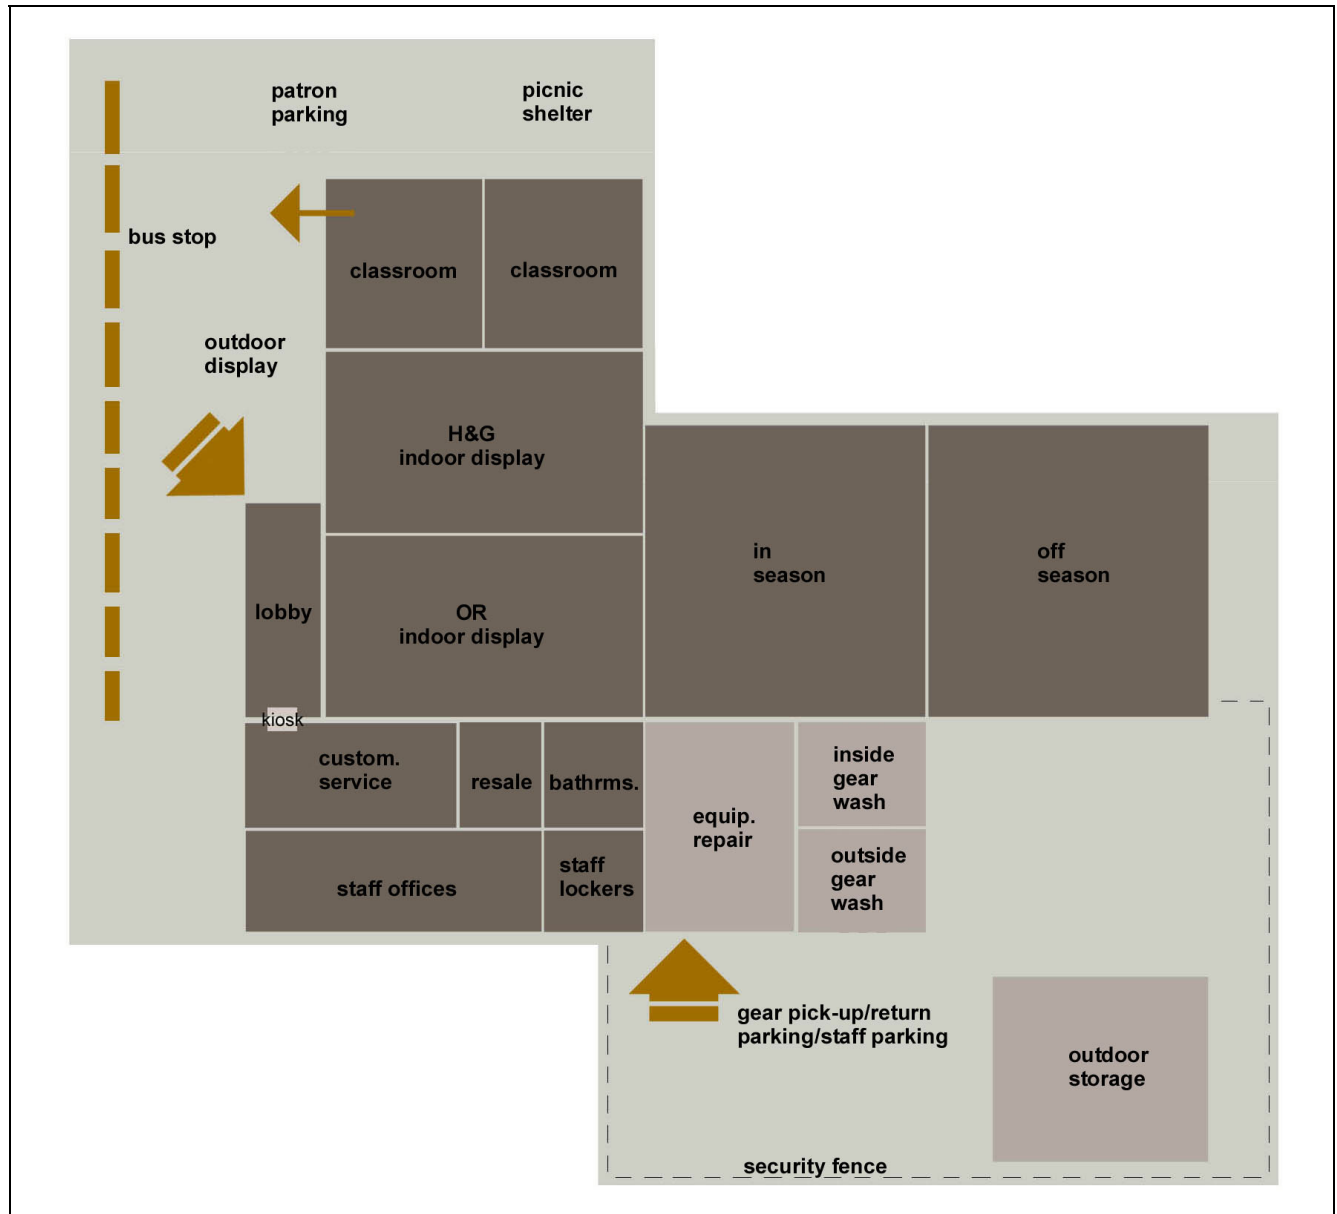 patron
parking
picnic
shelter
bus stop
classroom
classroom
outdoor
display
H&G
indoor display
in
season
off
season
lobby
OR
indoor display
kiosk
custom.
service
resale
bathrms.
equip.
repair
inside
gear
wash
outside
gear
wash
staff offices
staff
lockers
gear pick-up/return
parking/staff parking
outdoor
storage
security fence